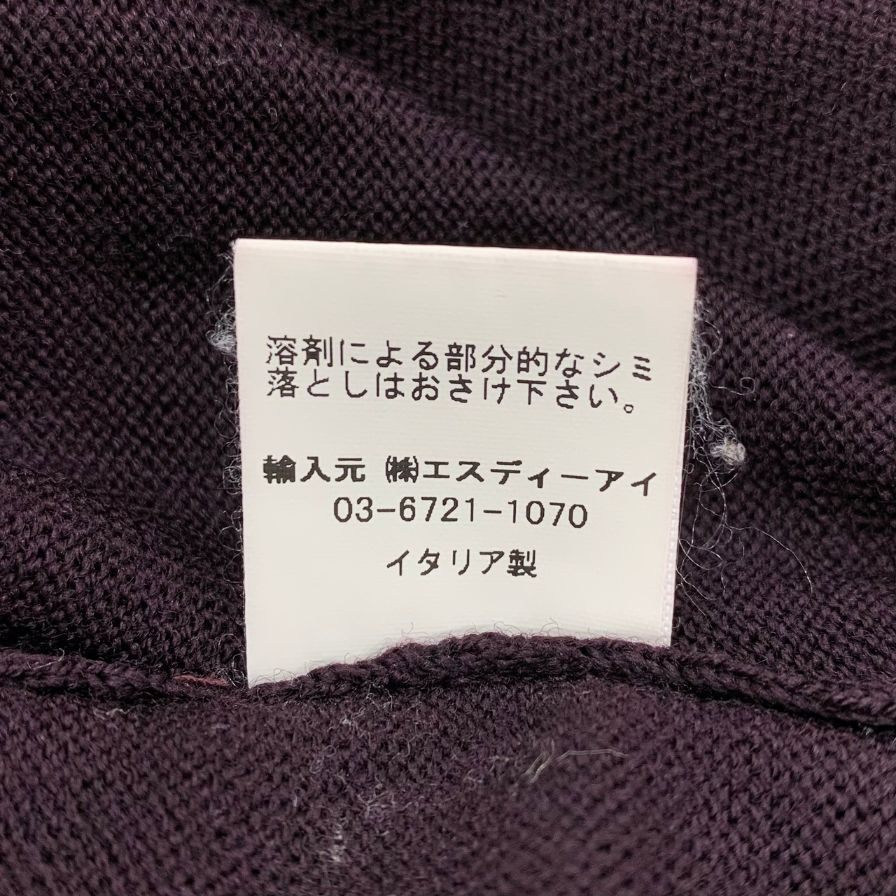 溶剤による部分的なシミ
落としはおさけ下さい。
輸入元 ㈱エスディーアイ
03-6721-1070
イタリア製